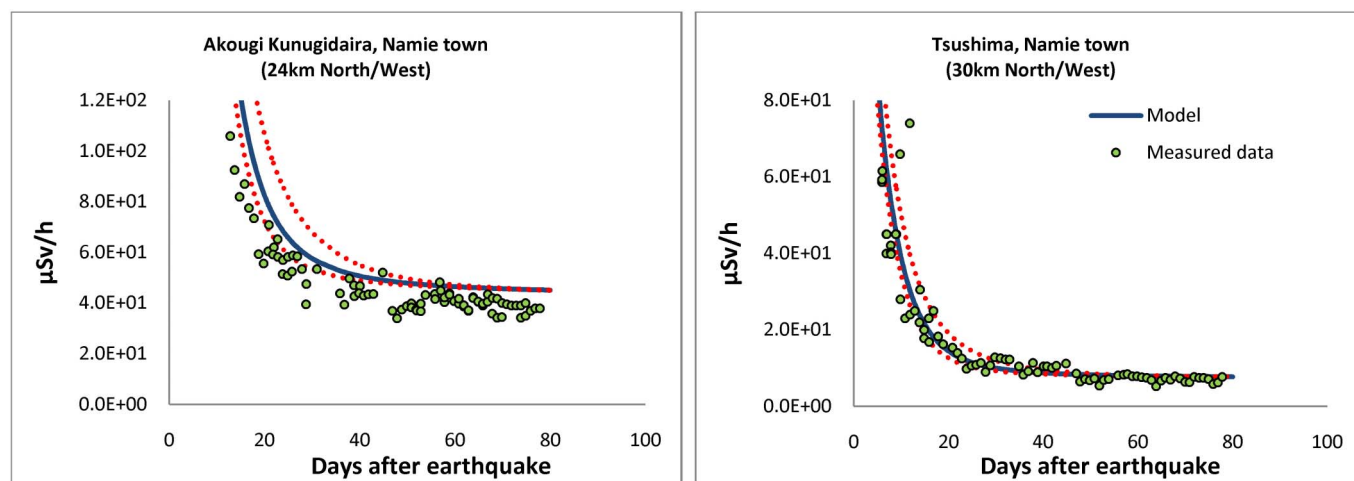 Akougi Kunugidaira, Namie town
(24km North/West)
1.2E+02
1.0E+02
8.0E+01
6.0E+01
4.0E+01
2.0E+01
0.0E+00
µSv/h
0 20 40 60 80 100
Days after earthquake
Tsushima, Namie town
(30km North/West)
8.0E+01
6.0E+01
4.0E+01
2.0E+01
0.0E+00
µSv/h
Model
Measured data
0 20 40 60 80 100
Days after earthquake